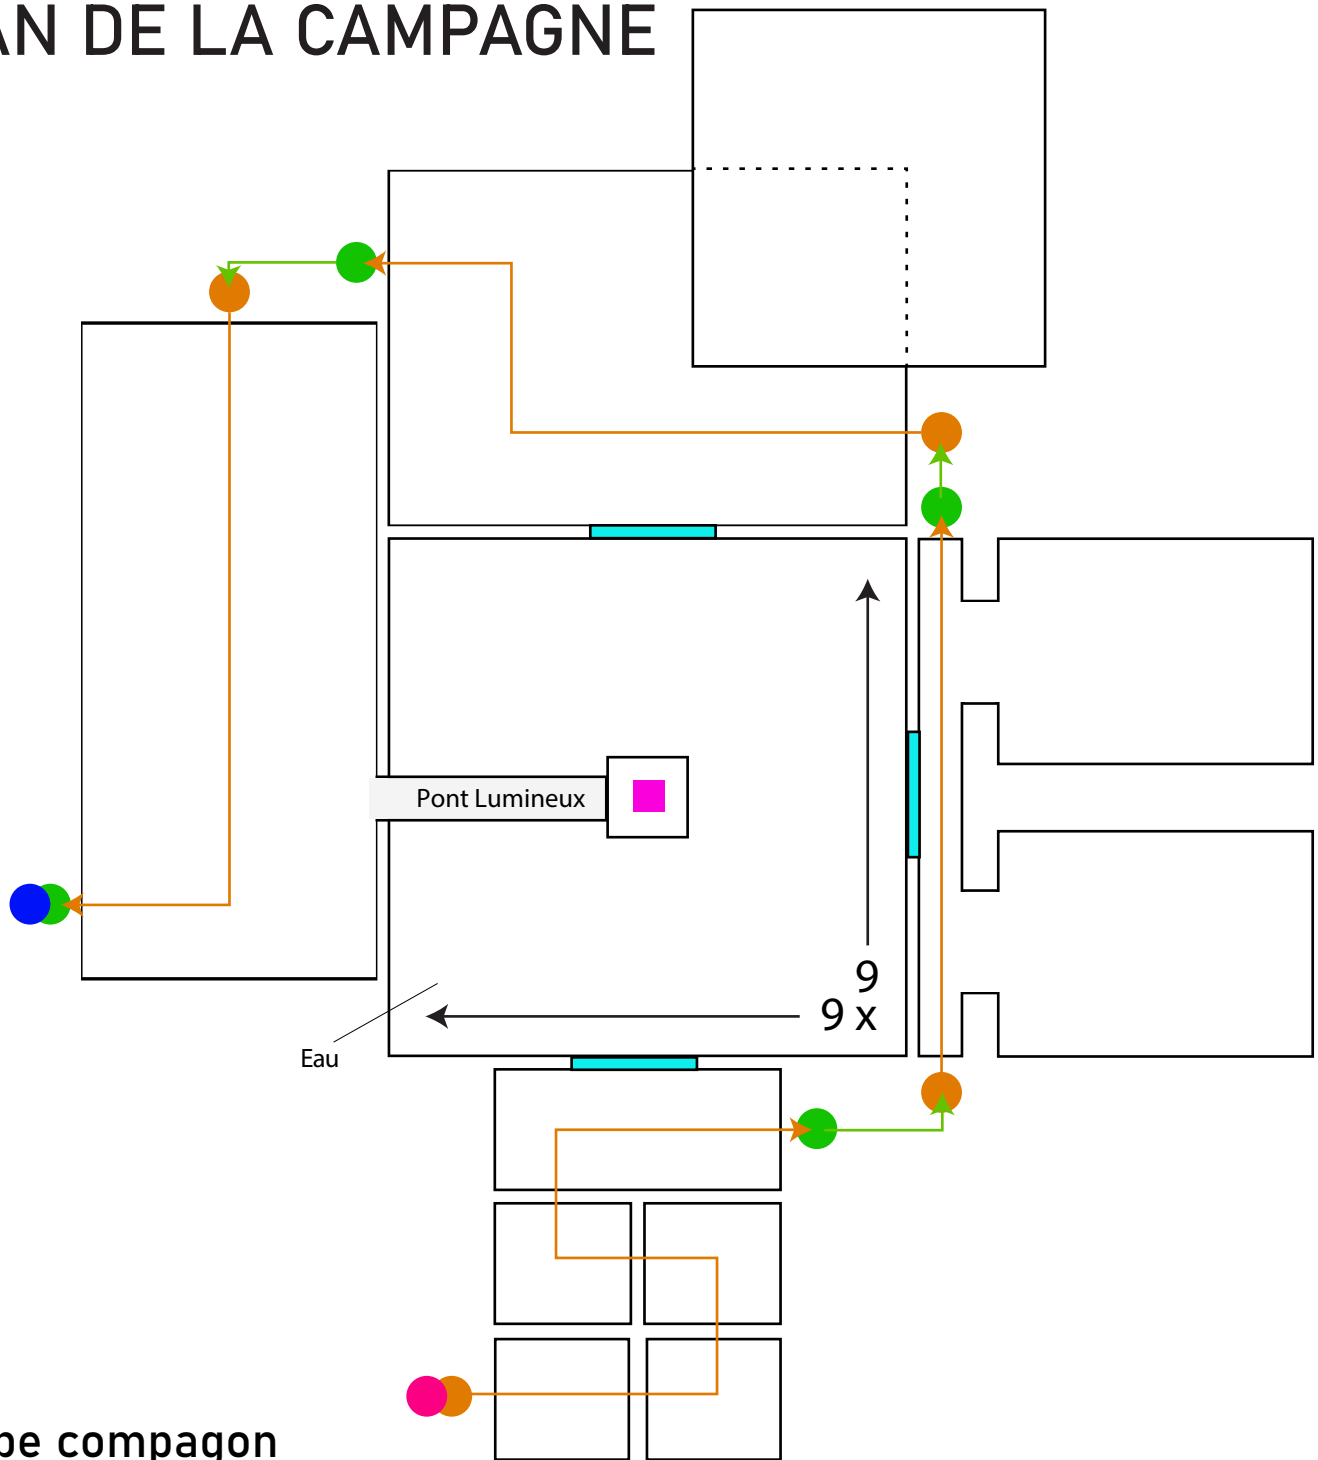 AN DE LA CAMPAGNE
Pont Lumineux
9
9 x
Eau
pe compagon